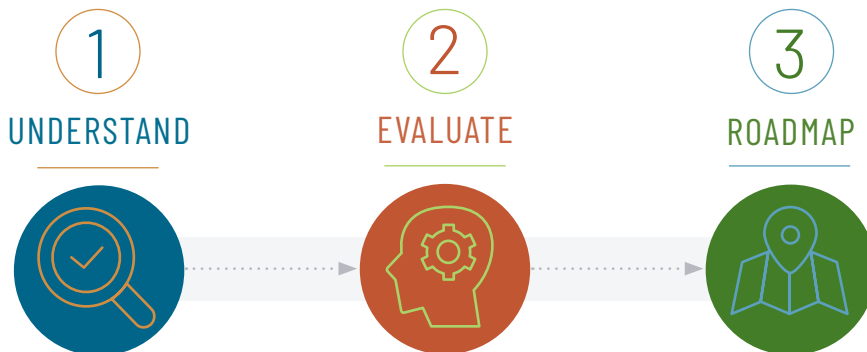 1
2
3
UNDERSTAND
EVALUATE
ROADMAP